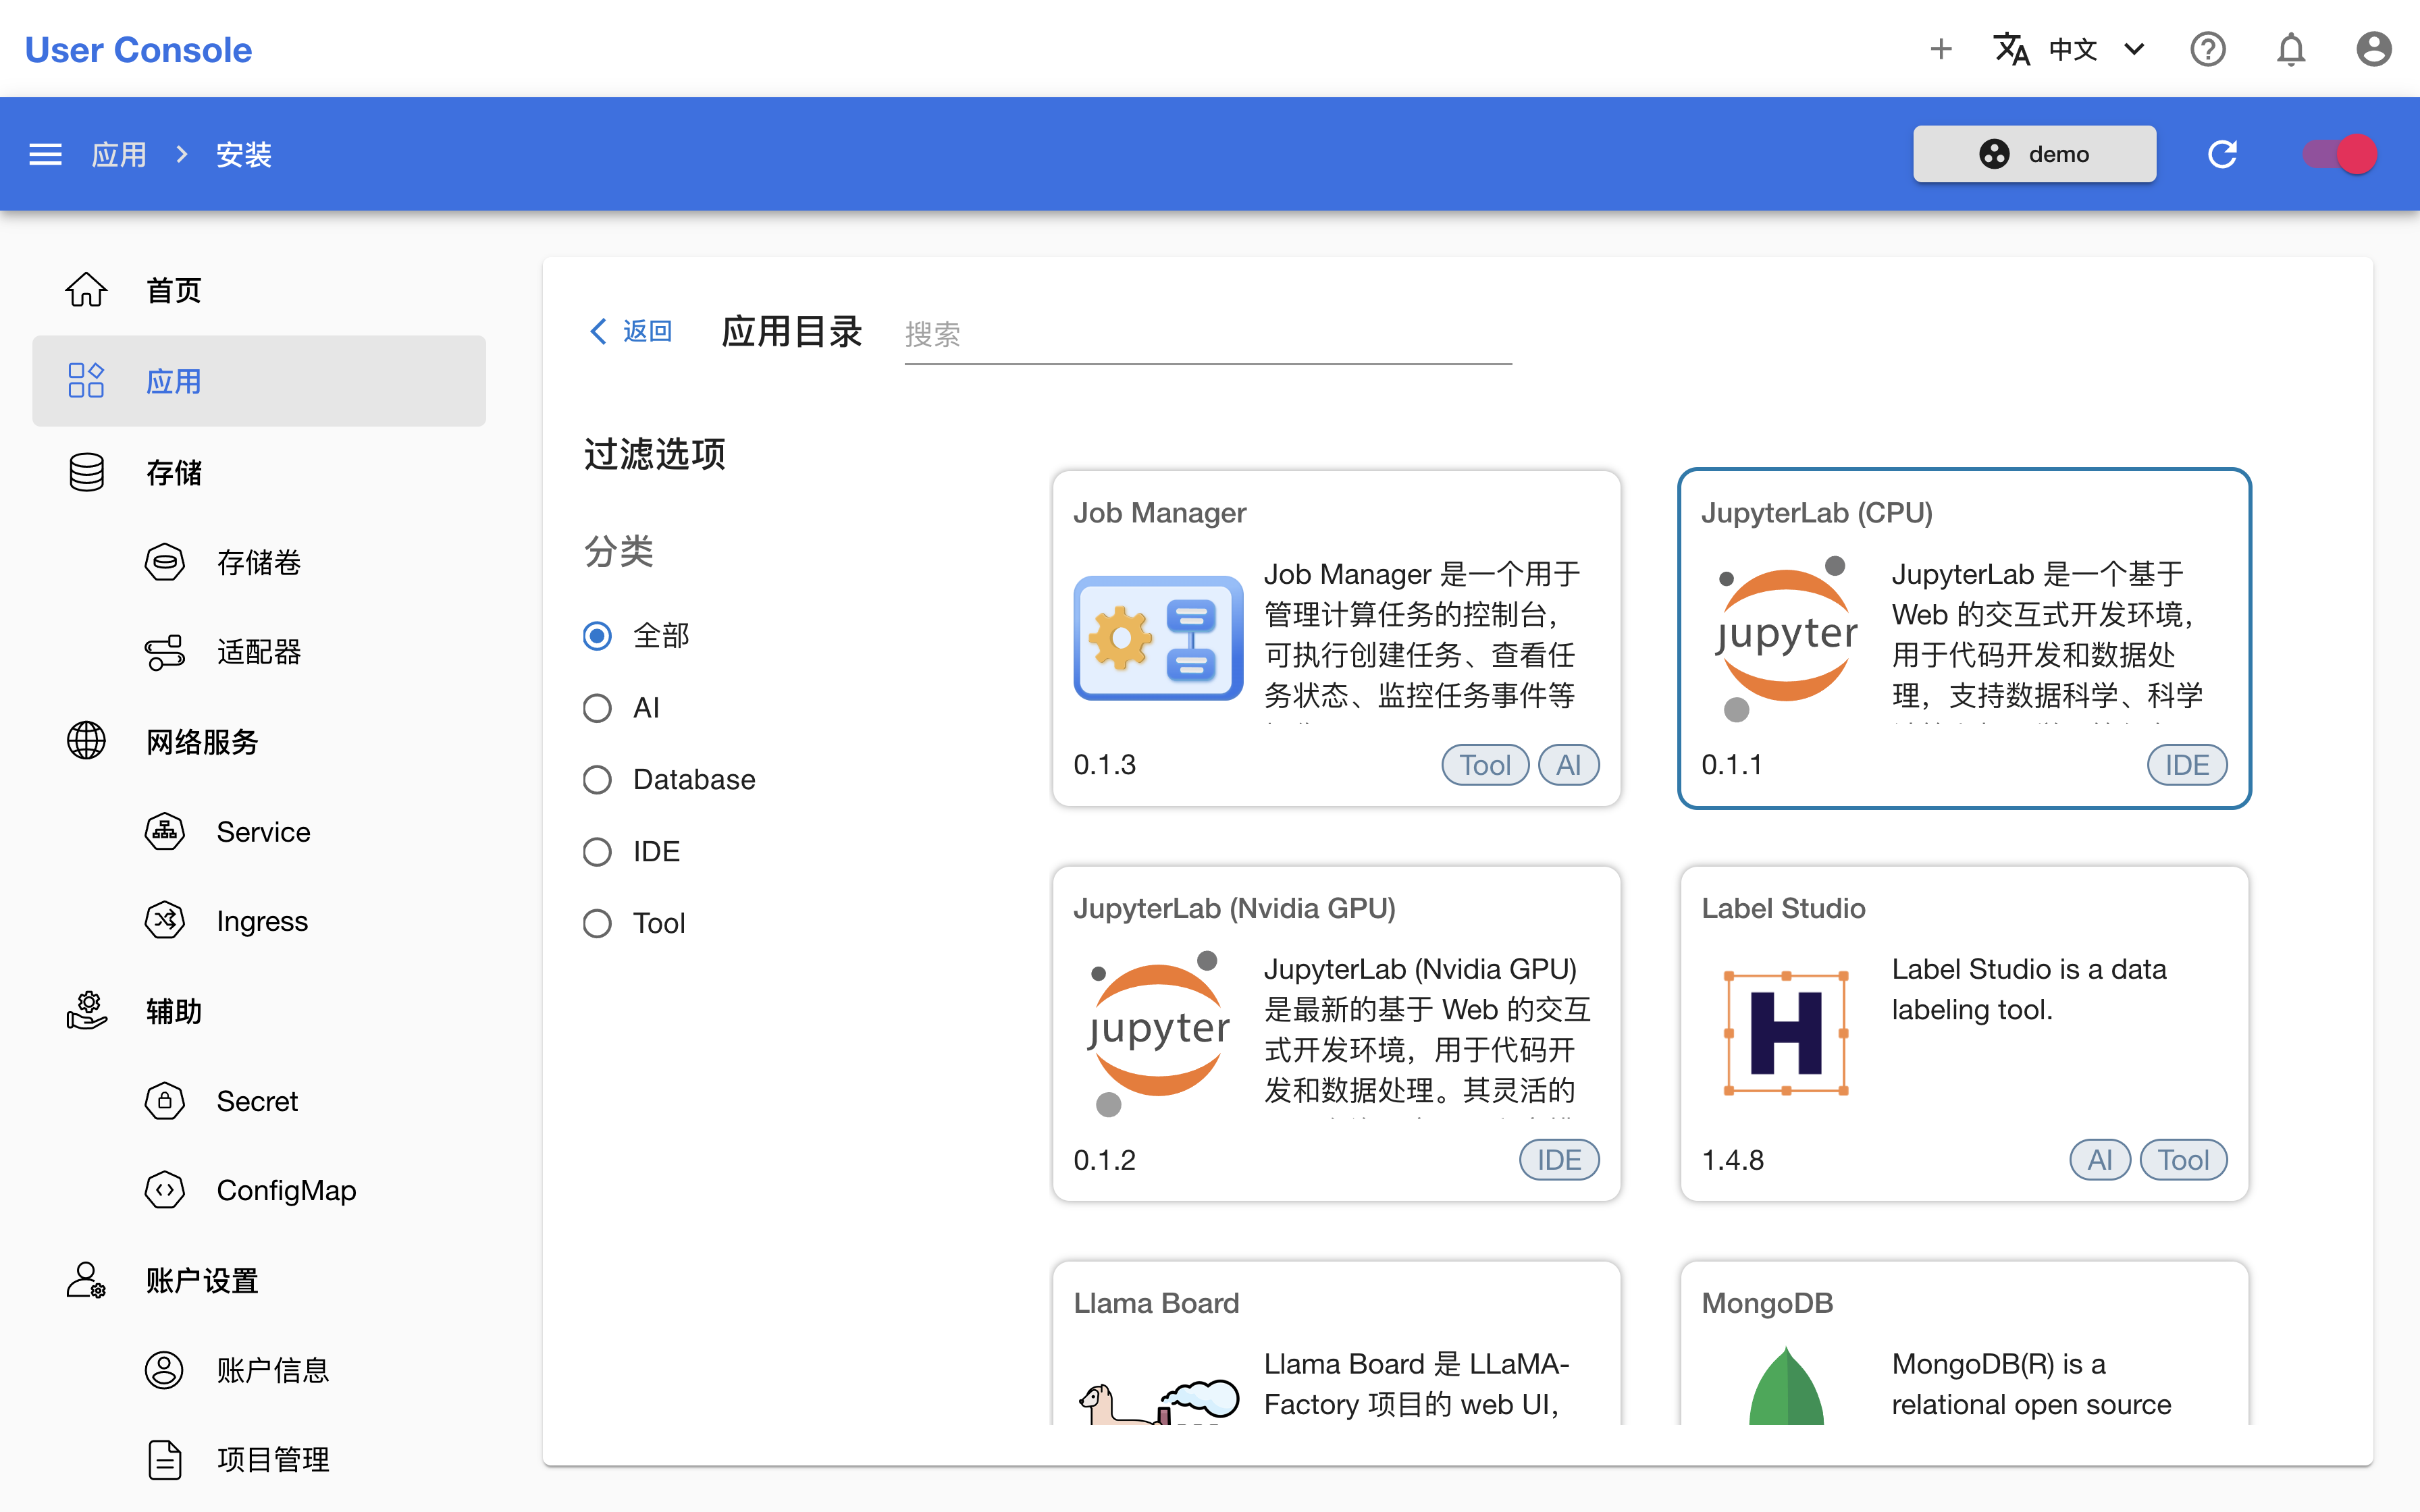 User Console
中文
应用
安装
demo
首页
应用
存储
存储卷
适配器
网络服务
Service
Ingress
辅助
Secret
ConfigMap
账户设置
账户信息
项目管理
返回
应用目录
搜索
过滤选项
分类
全部
AI
Database
IDE
Tool
Job Manager
Job Manager 是一个用于
管理计算任务的控制台，
可执行创建任务、查看任
务状态、监控任务事件等
0.1.3
Tool
AI
JupyterLab (CPU)
jupyter
JupyterLab 是一个基于
Web 的交互式开发环境，
用于代码开发和数据处
理，支持数据科学、科学
0.1.1
IDE
JupyterLab (Nvidia GPU)
jupyter
JupyterLab (Nvidia GPU)
是最新的基于 Web 的交互
式开发环境，用于代码开
发和数据处理。其灵活的
0.1.2
IDE
Label Studio
Label Studio is a data
labeling tool.
1.4.8
AI
Tool
Llama Board
Llama Board 是 LLaMA-
Factory 项目的 web UI，
MongoDB
MongoDB(R) is a
relational open source